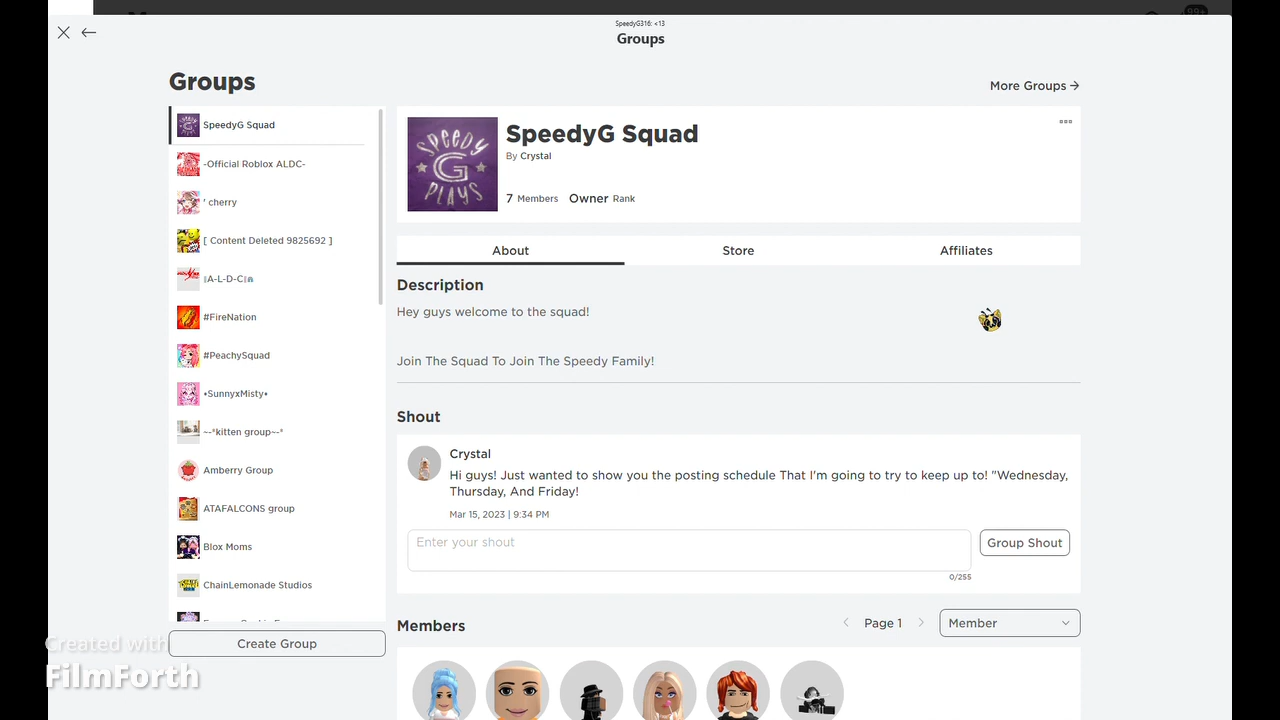 99+
SpeedyG316: <13
Groups
Groups
More Groups →
SpeedyG Squad
-Official Roblox ALDC-
' cherry
[ Content Deleted 9825692 ]
#FireNation
#PeachySquad
•SunnyxMisty•
~-*kitten group~-*
Amberry Group
ATAFALCONS group
Blox Moms
ChainLemonade Studios
Create Group
SPEEDY
G
PLAYS
SpeedyG Squad
By Crystal
7 Members Owner Rank
About Store Affiliates
Description
Hey guys welcome to the squad!
Join The Squad To Join The Speedy Family!
Shout
Crystal
Hi guys! Just wanted to show you the posting schedule That I'm going to try to keep up to! "Wednesday,
Thursday, And Friday!
Mar 15, 2023 | 9:34 PM
Enter your shout
Group Shout
0/255
Members
Page 1
Member
Created with
FilmForth